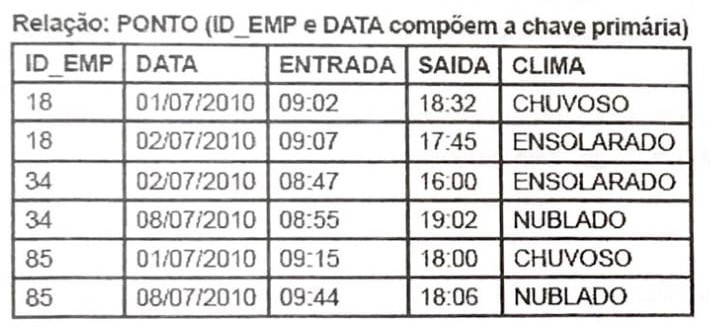 Relação: PONTO (ID_EMP e DATA compõem a chave primária)
ID_EMP DATA ENTRADA SAIDA CLIMA
18 01/07/2010 09:02 18:32 CHUVOSO
18 02/07/2010 09:07 17:45 ENSOLARADO
34 02/07/2010 08:47 16:00 ENSOLARADO
34 08/07/2010 08:55 19:02 NUBLADO
85 01/07/2010 09:15 18:00 CHUVOSO
85 08/07/2010 09:44 18:06 NUBLADO